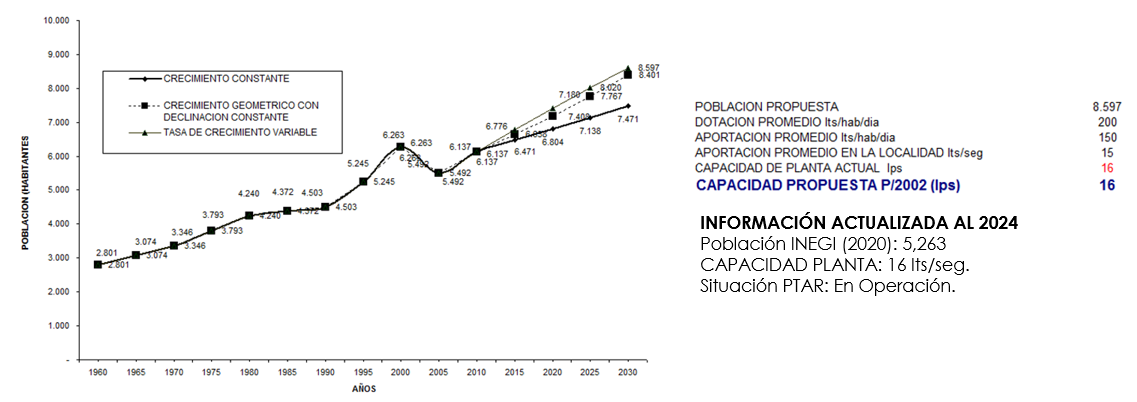 10.000
9.000
8.000
7.000
6.000
5.000
4.000
3.000
2.000
1.000
-
POBLACION (HABITANTES
CRECIMIENTO CONSTANTE
CRECIMIENTO GEOMETRICO CON
DECLINACION CONSTANTE
TASA DE CRECIMIENTO VARIABLE
2.801
2.801
3.074
3.074
3.346
3.346
3.793
3.793
4.240
4.240
4.372
4.372
4.503
4.503
5.245
5.245
6.263
6.263
6.263
5.492
5.492
5.492
6.137
6.137
6.137
6.776
6.638
6.471
7.180
7.408
6.804
8.020
7.767
7.138
8.597
8.401
7.471
1960 1965 1970 1975 1980 1985 1990 1995 2000 2005 2010 2015 2020 2025 2030
AÑOS
POBLACION PROPUESTA 8.597
DOTACION PROMEDIO lts/hab/dia 200
APORTACION PROMEDIO lts/hab/dia 150
APORTACION PROMEDIO EN LA LOCALIDAD lts/seg 15
CAPACIDAD DE PLANTA ACTUAL lps 16
CAPACIDAD PROPUESTA P/2002 (lps) 16
INFORMACIÓN ACTUALIZADA AL 2024
Población INEGI (2020): 5,263
CAPACIDAD PLANTA: 16 lts/seg.
Situación PTAR: En Operación.